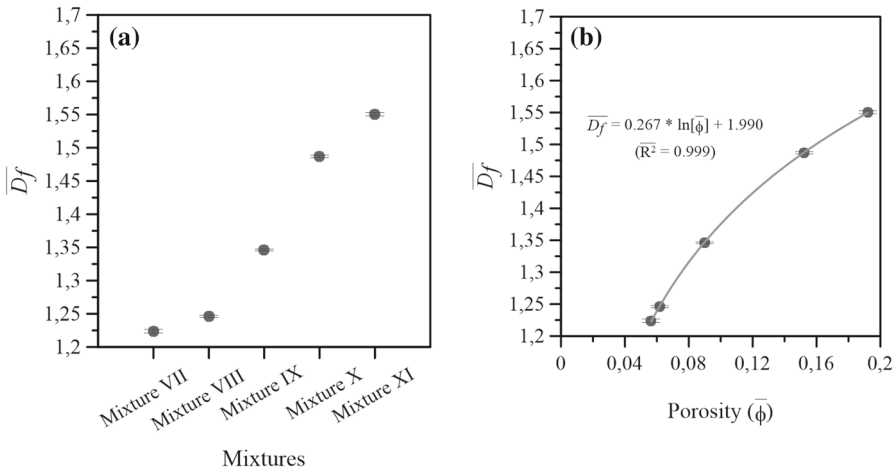 (a)
1,7
1,65
1,6
1,55
1,5
1,45
1,4
1,35
1,3
1,25
1,2
Df
Mixture VII
Mixture VIII
Mixture IX
Mixture X
Mixture XI
Mixtures
(b)
1,7
1,65
1,6
1,55
1,5
1,45
1,4
1,35
1,3
1,25
1,2
Df
D̅f̅ = 0.267 * ln[ϕ̅] + 1.990
(R̅²̅ = 0.999)
0
0,04
0,08
0,12
0,16
0,2
Porosity (ϕ̅)